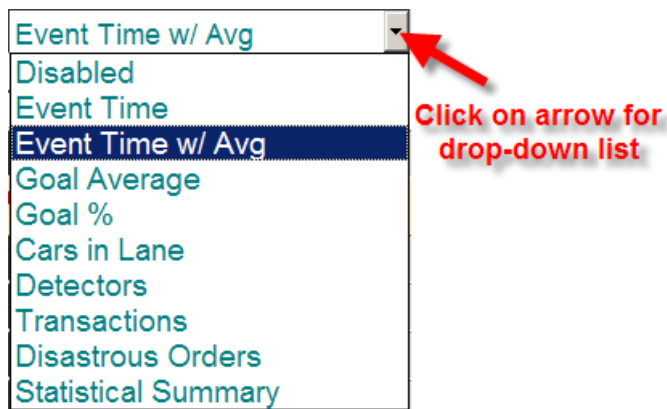 Event Time w/ Avg
Disabled
Event Time
Event Time w/ Avg
Goal Average
Goal %
Cars in Lane
Detectors
Transactions
Disastrous Orders
Statistical Summary
Click on arrow for
drop-down list